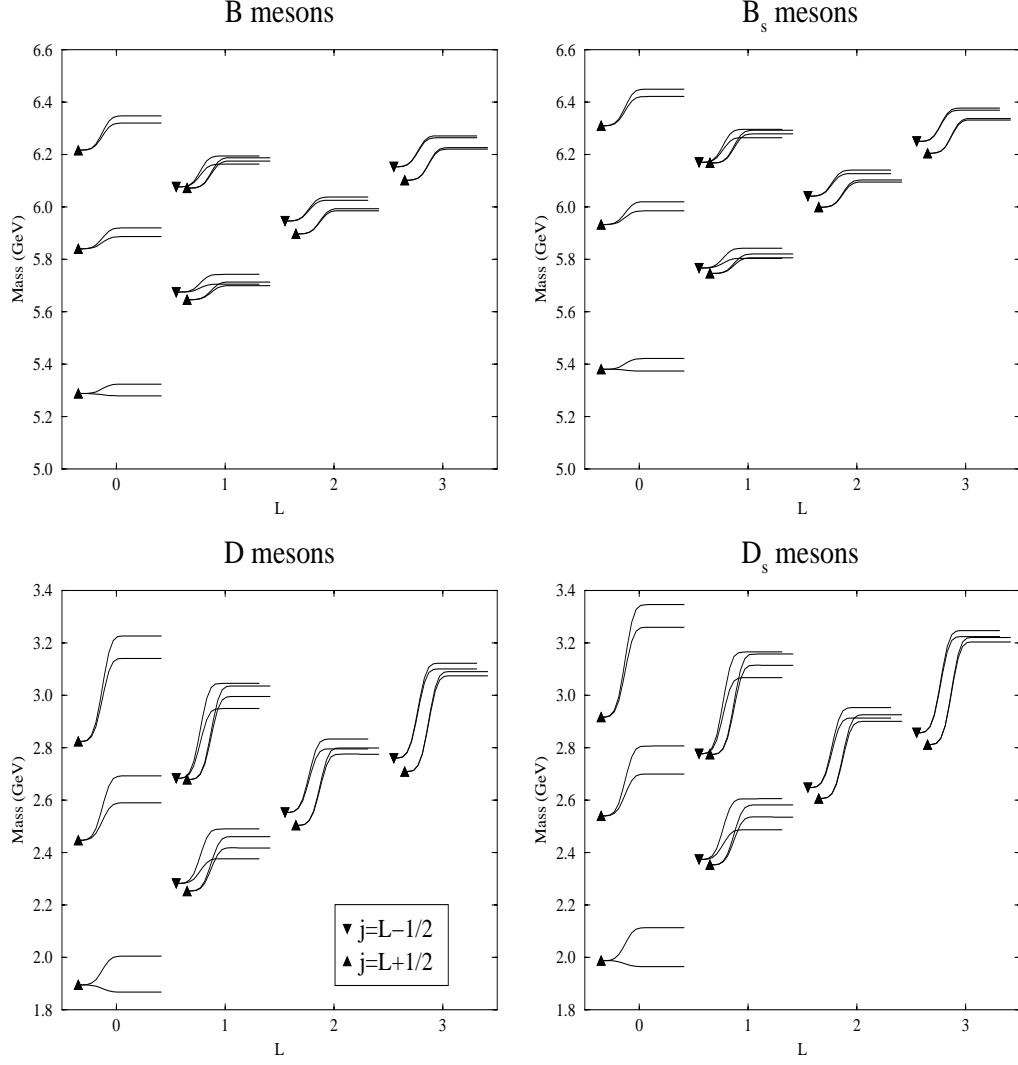 B mesons
B_s mesons
6.6
6.4
6.2
6.0
5.8
5.6
5.4
5.2
5.0
Mass (GeV)
0 1 2 3
L
6.6
6.4
6.2
6.0
5.8
5.6
5.4
5.2
5.0
Mass (GeV)
0 1 2 3
L
D mesons
D_s mesons
3.4
3.2
3.0
2.8
2.6
2.4
2.2
2.0
1.8
Mass (GeV)
j=L−1/2
j=L+1/2
0 1 2 3
L
3.4
3.2
3.0
2.8
2.6
2.4
2.2
2.0
1.8
Mass (GeV)
0 1 2 3
L